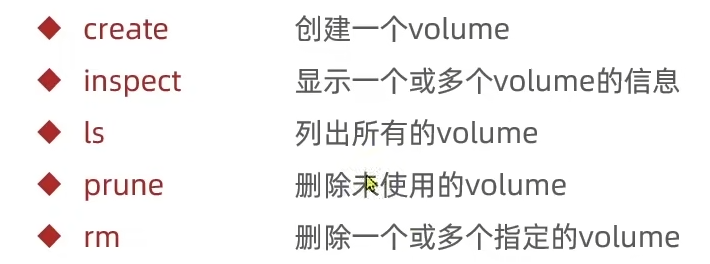 create 创建一个volume
inspect 显示一个或多个volume的信息
ls 列出所有的volume
prune 删除未使用的volume
rm 删除一个或多个指定的volume